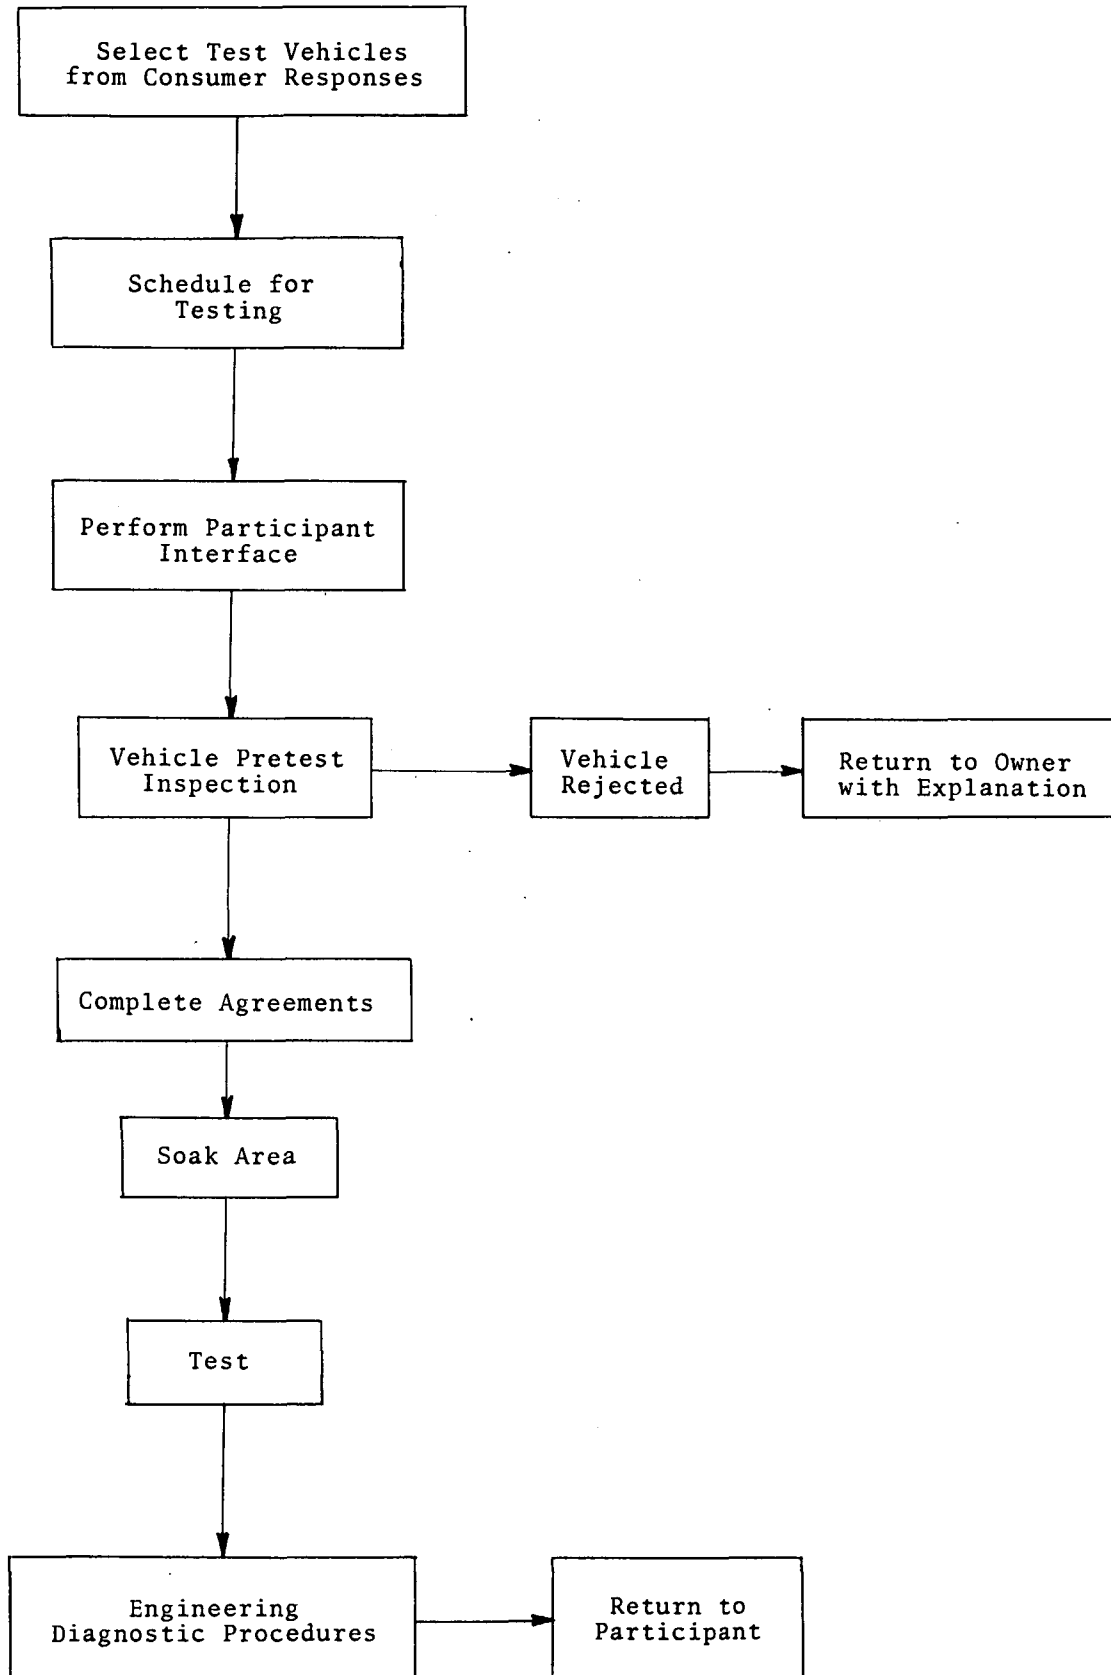 Select Test Vehicles
from Consumer Responses
Schedule for
Testing
Perform Participant
Interface
Vehicle Pretest
Inspection
Vehicle
Rejected
Return to Owner
with Explanation
Complete Agreements
Soak Area
Test
Engineering
Diagnostic Procedures
Return to
Participant